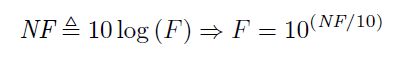 NF ≜ 10 log (F) ⇒ F = 10^(NF/10)